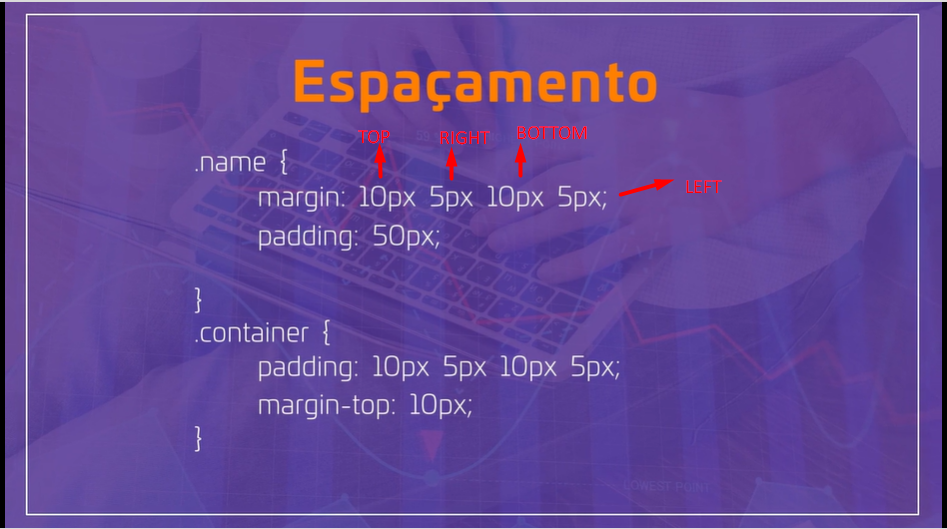 Espaçamento
TOP RIGHT BOTTOM
.name {
margin: 10px 5px 10px 5px; LEFT
padding: 50px;
}
.container {
padding: 10px 5px 10px 5px;
margin-top: 10px;
}
LOWEST POINT